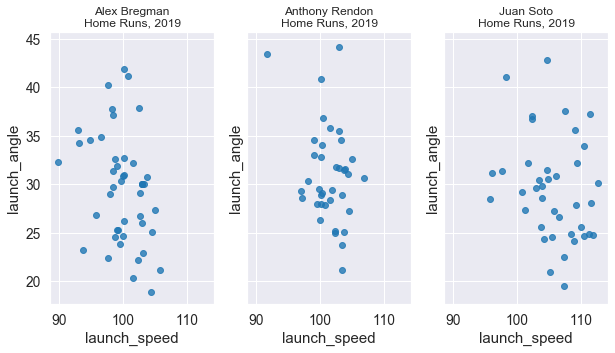 Alex Bregman
Home Runs, 2019
Anthony Rendon
Home Runs, 2019
Juan Soto
Home Runs, 2019
launch_angle
45
40
35
30
25
20
90 100 110
launch_speed
launch_angle
90 100 110
launch_speed
launch_angle
90 100 110
launch_speed